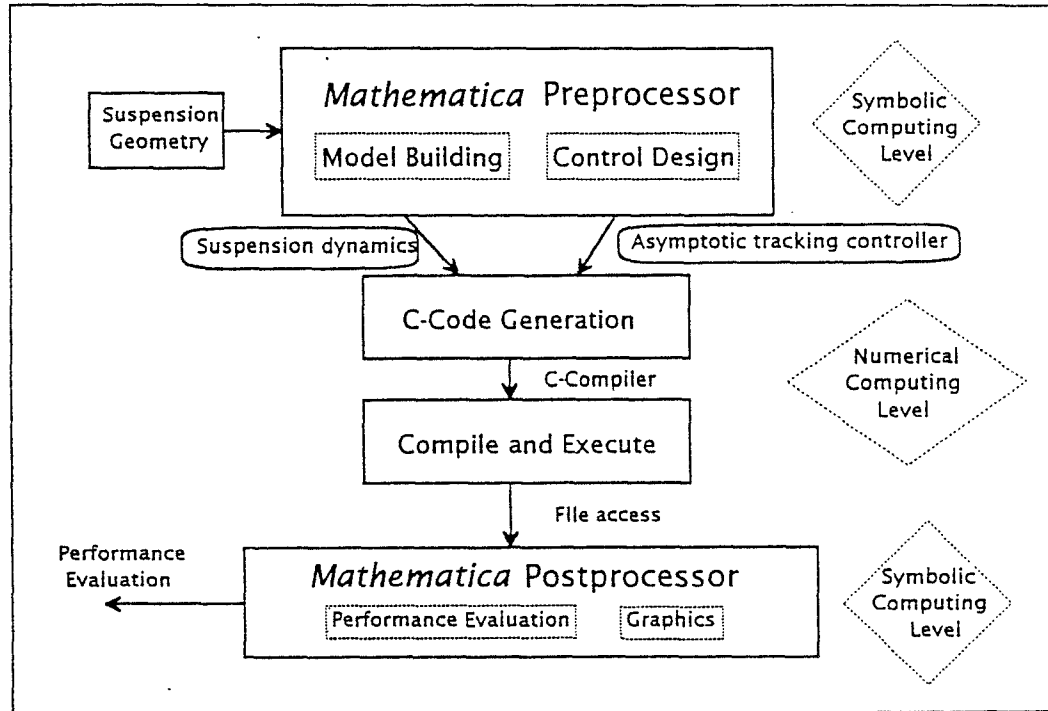 Mathematica Preprocessor
Suspension
Geometry
Model Building
Control Design
Symbolic
Computing
Level
Suspension dynamics
Asymptotic tracking controller
C-Code Generation
Numerical
Computing
Level
C-Compiler
Compile and Execute
File access
Performance
Evaluation
Mathematica Postprocessor
Performance Evaluation
Graphics
Symbolic
Computing
Level